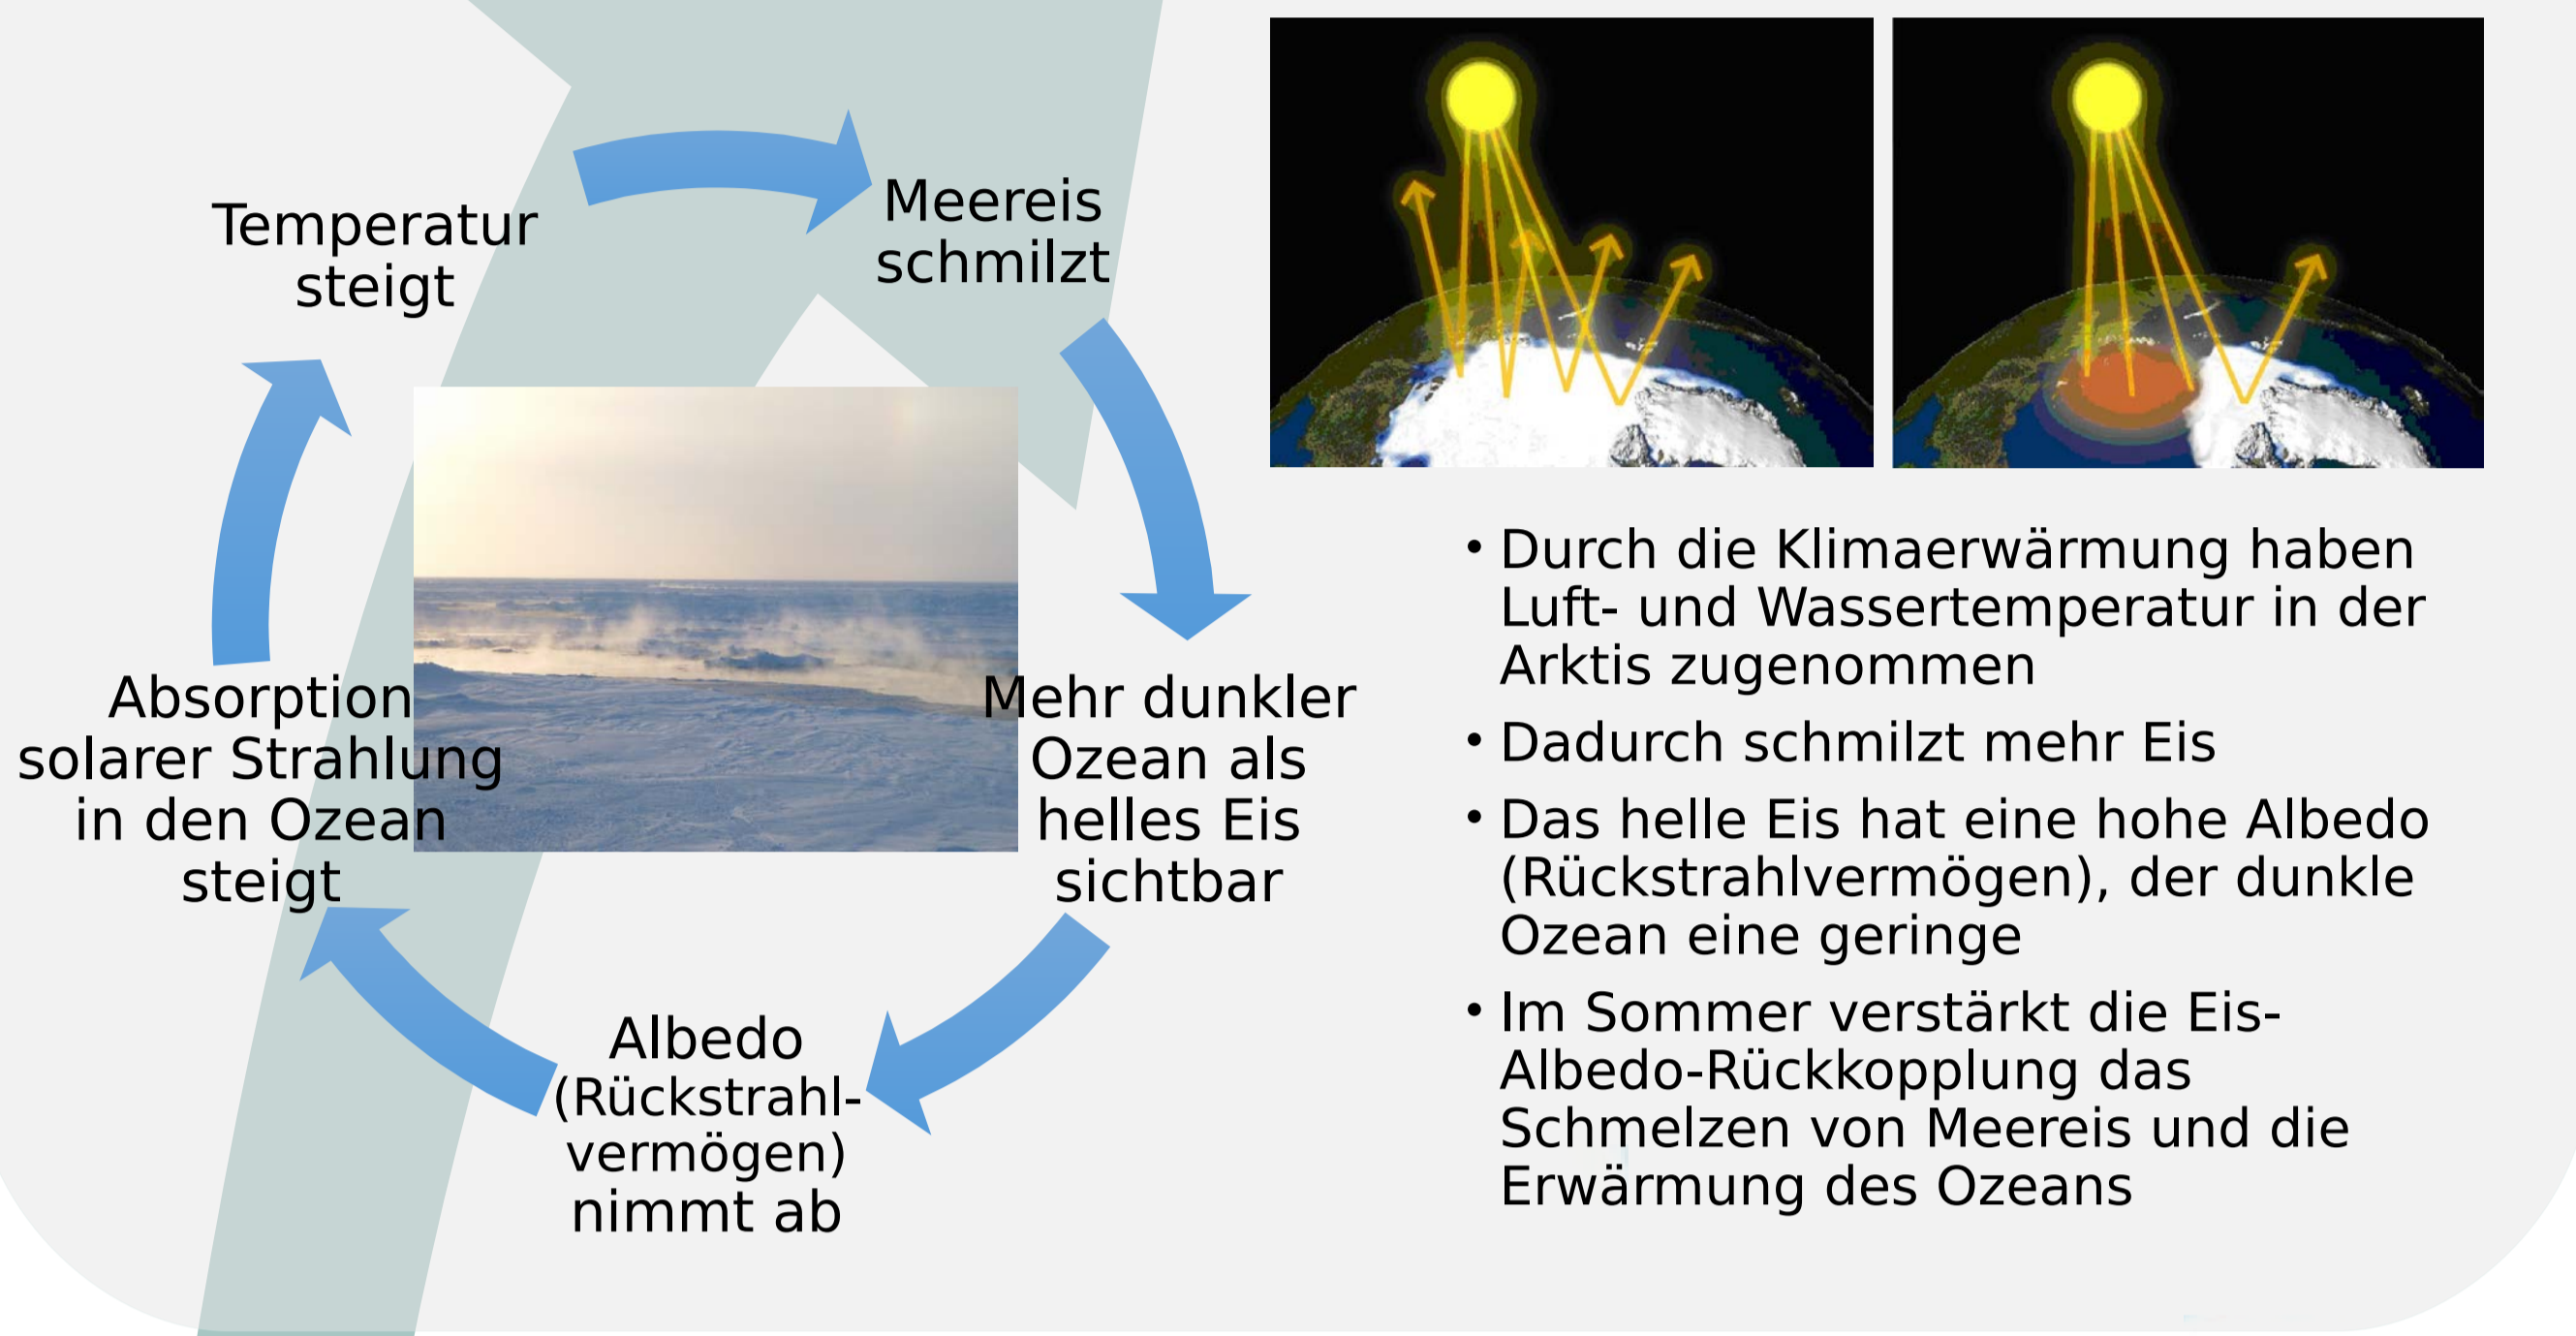 Temperatur
steigt
Meereis
schmilzt
Mehr dunkler
Ozean als
helles Eis
sichtbar
Albedo
(Rückstrahl-
vermögen)
nimmt ab
Absorption
solarer Strahlung
in den Ozean
steigt
• Durch die Klimaerwärmung haben
Luft- und Wassertemperatur in der
Arktis zugenommen
• Dadurch schmilzt mehr Eis
• Das helle Eis hat eine hohe Albedo
(Rückstrahlvermögen), der dunkle
Ozean eine geringe
• Im Sommer verstärkt die Eis-
Albedo-Rückkopplung das
Schmelzen von Meereis und die
Erwärmung des Ozeans